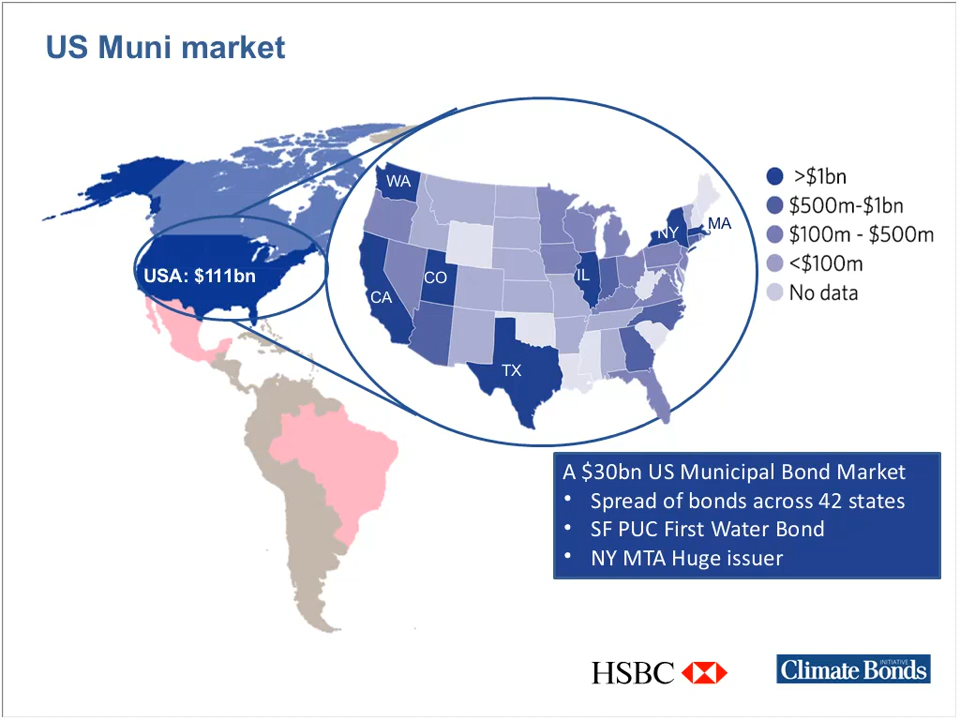 US Muni market
WA
NY
MA
USA: $111bn
CO
IL
CA
TX
>$1bn
$500m-$1bn
$100m - $500m
<$100m
No data
A $30bn US Municipal Bond Market
• Spread of bonds across 42 states
• SF PUC First Water Bond
• NY MTA Huge issuer
HSBC
Climate Bonds
INITIATIVE